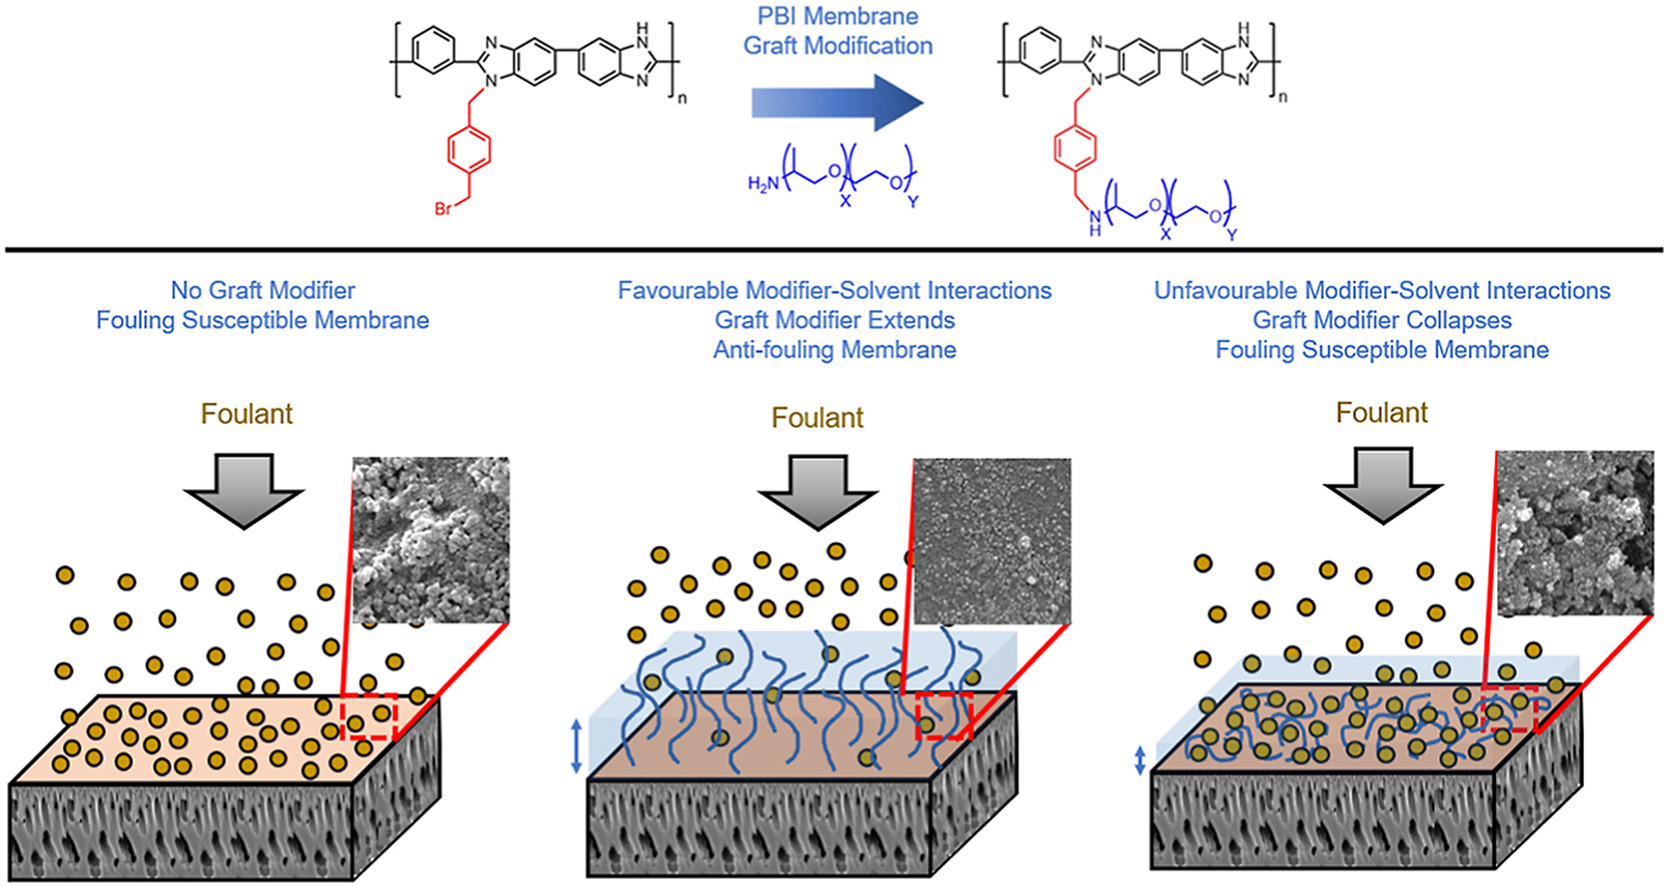 PBI Membrane
Graft Modification
N
H
N
N
N
n
Br
H₂N
O
X
O
Y
N
H
N
N
N
n
N
H
O
X
O
Y
No Graft Modifier
Fouling Susceptible Membrane
Favourable Modifier-Solvent Interactions
Graft Modifier Extends
Anti-fouling Membrane
Unfavourable Modifier-Solvent Interactions
Graft Modifier Collapses
Fouling Susceptible Membrane
Foulant
Foulant
Foulant